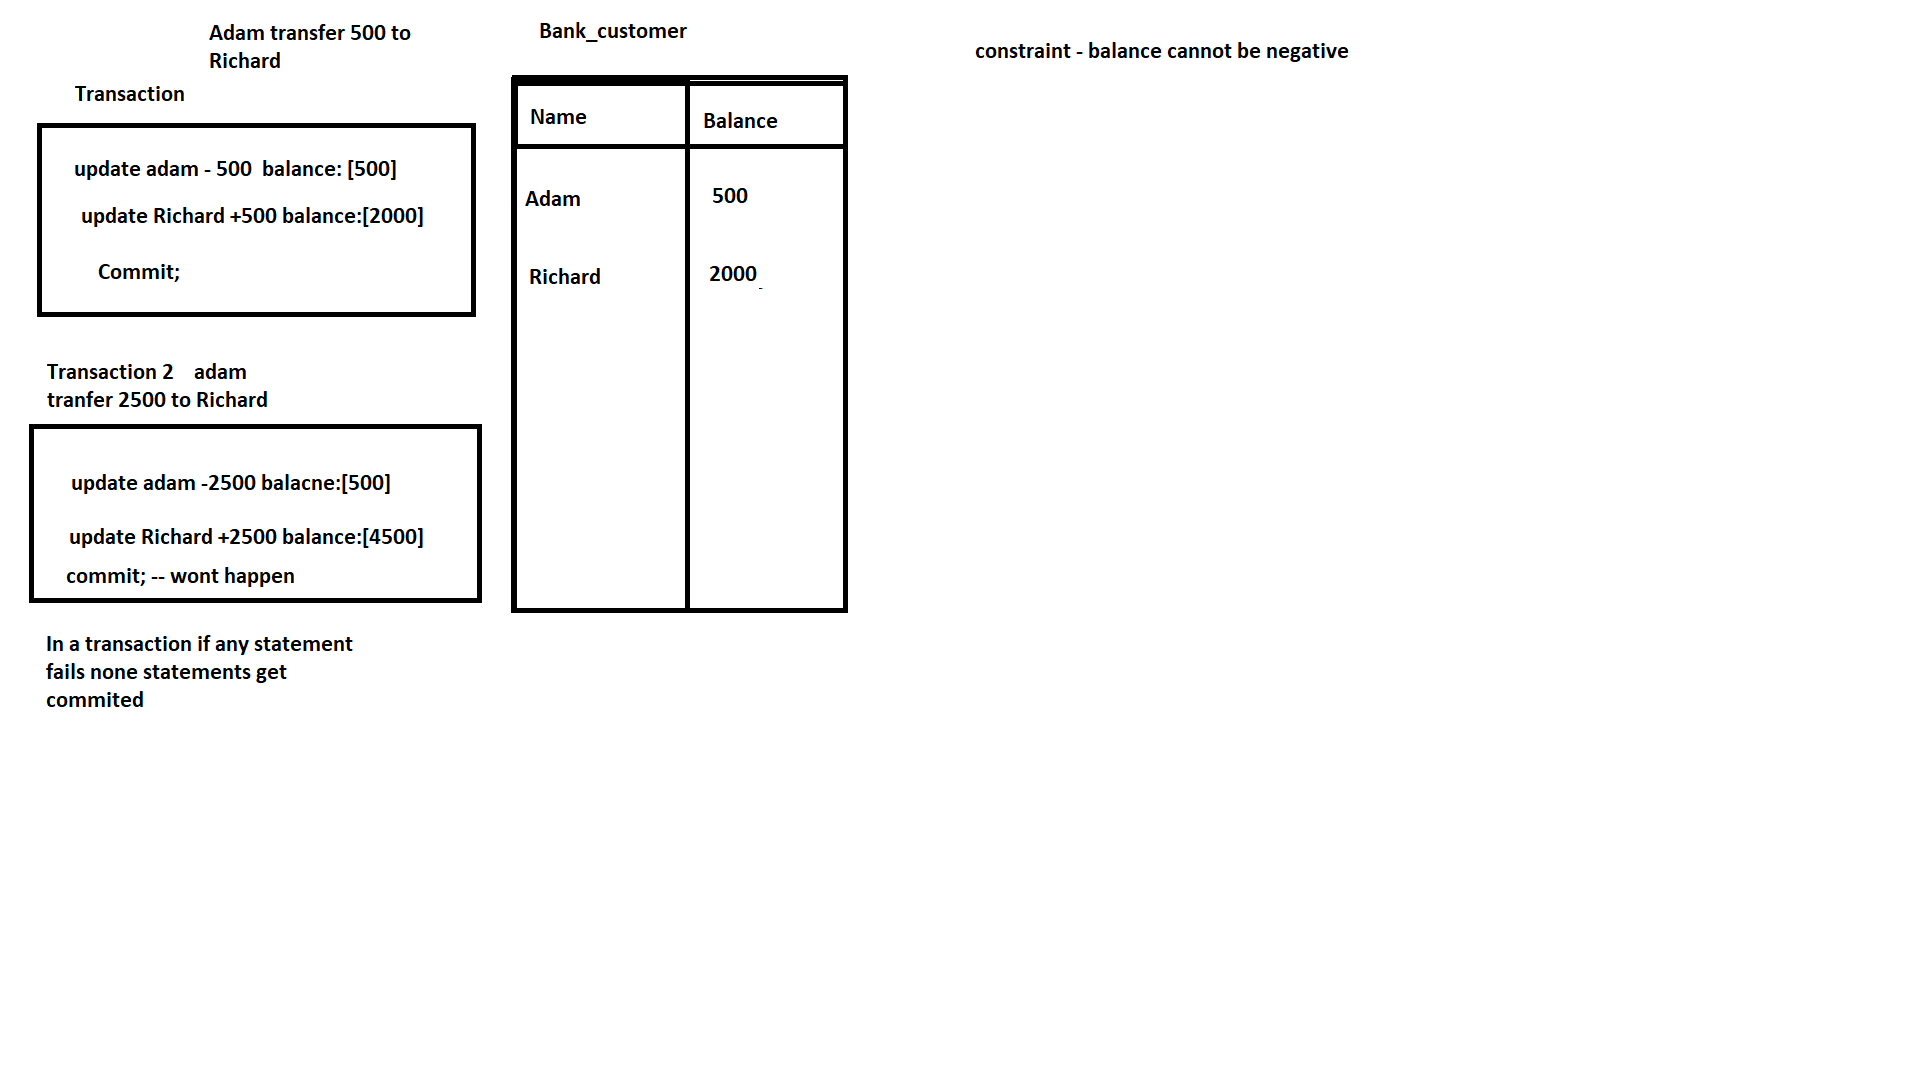 Adam transfer 500 to
Richard
Transaction
update adam - 500  balance: [500]
update Richard +500 balance:[2000]
Commit;
Transaction 2    adam
tranfer 2500 to Richard
update adam -2500 balacne:[500]
update Richard +2500 balance:[4500]
commit; -- wont happen
In a transaction if any statement
fails none statements get
commited
Bank_customer
Name Balance
Adam 500
Richard 2000
constraint - balance cannot be negative